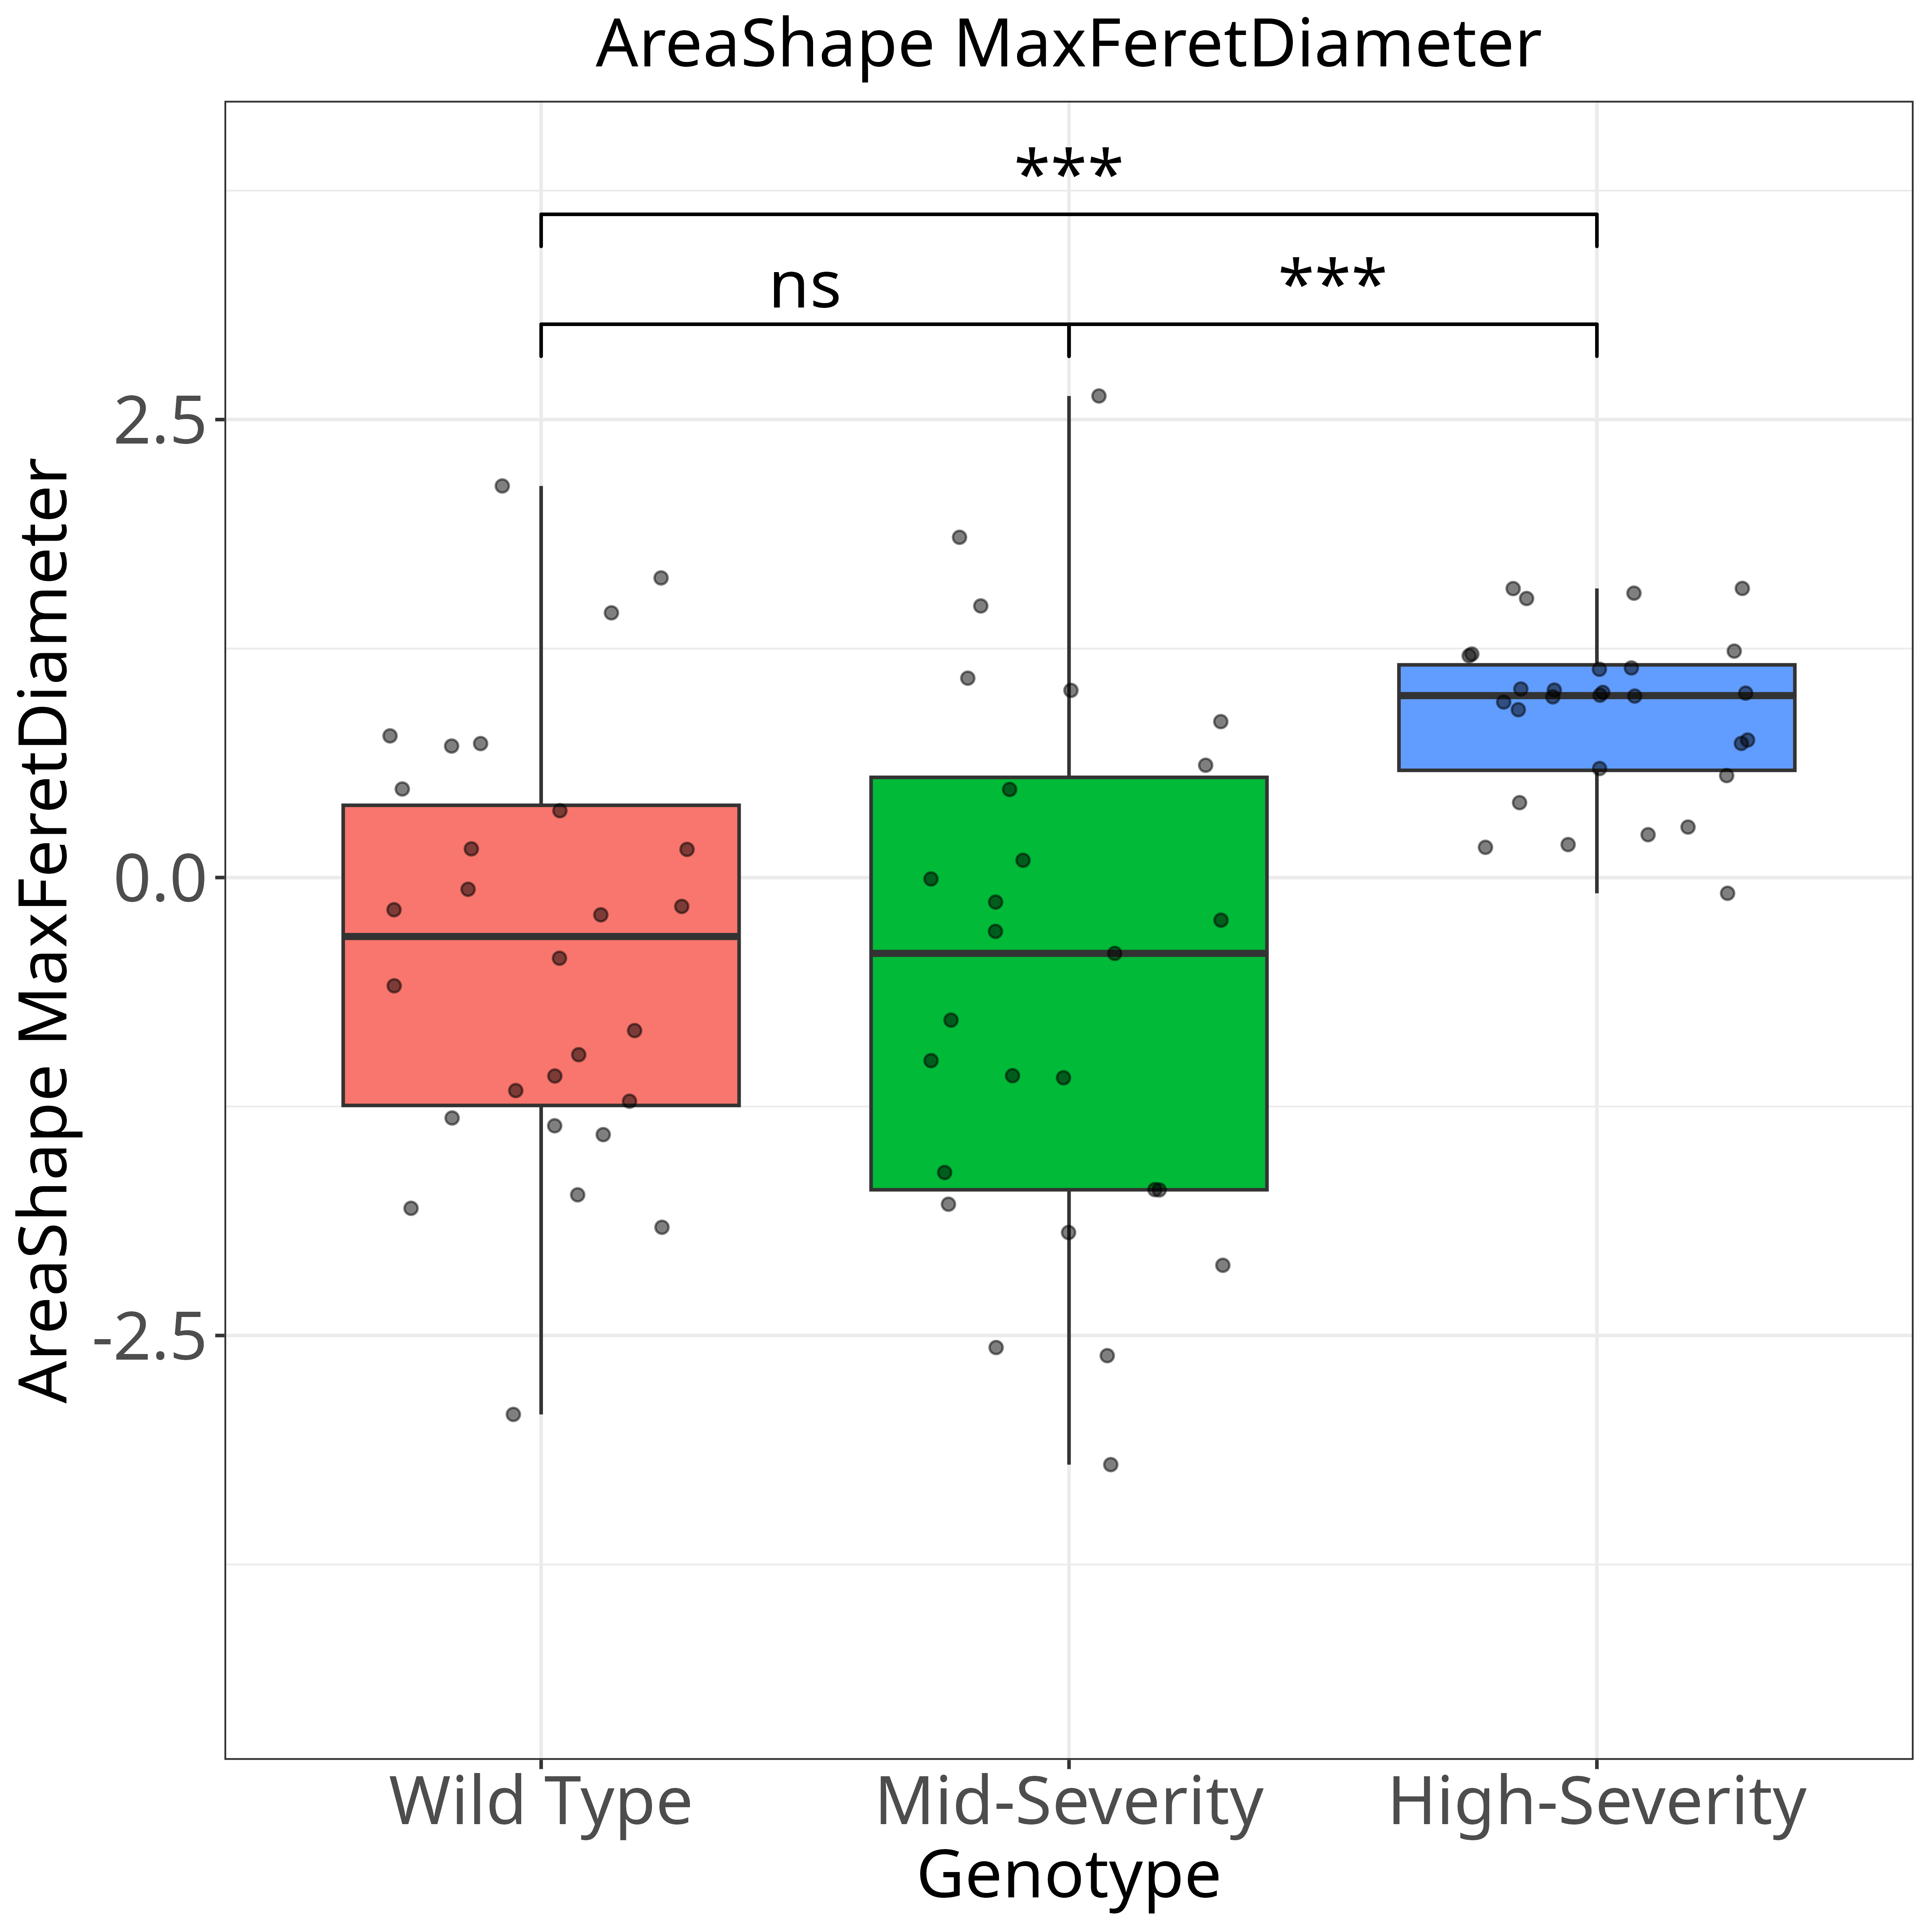 AreaShape MaxFeretDiameter
***
ns
***
2.5
0.0
-2.5
AreaShape MaxFeretDiameter
Wild Type
Mid-Severity
High-Severity
Genotype